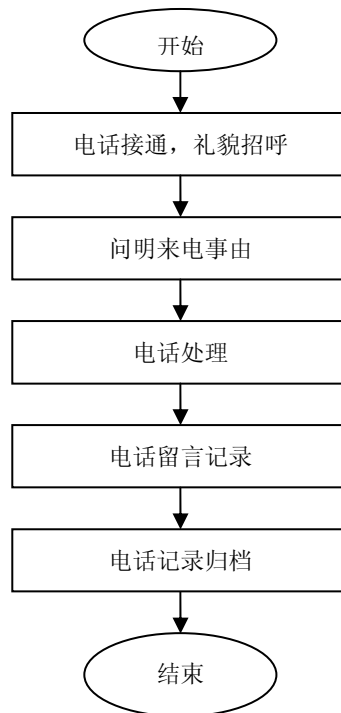 开始
电话接通，礼貌招呼
问明来电事由
电话处理
电话留言记录
电话记录归档
结束